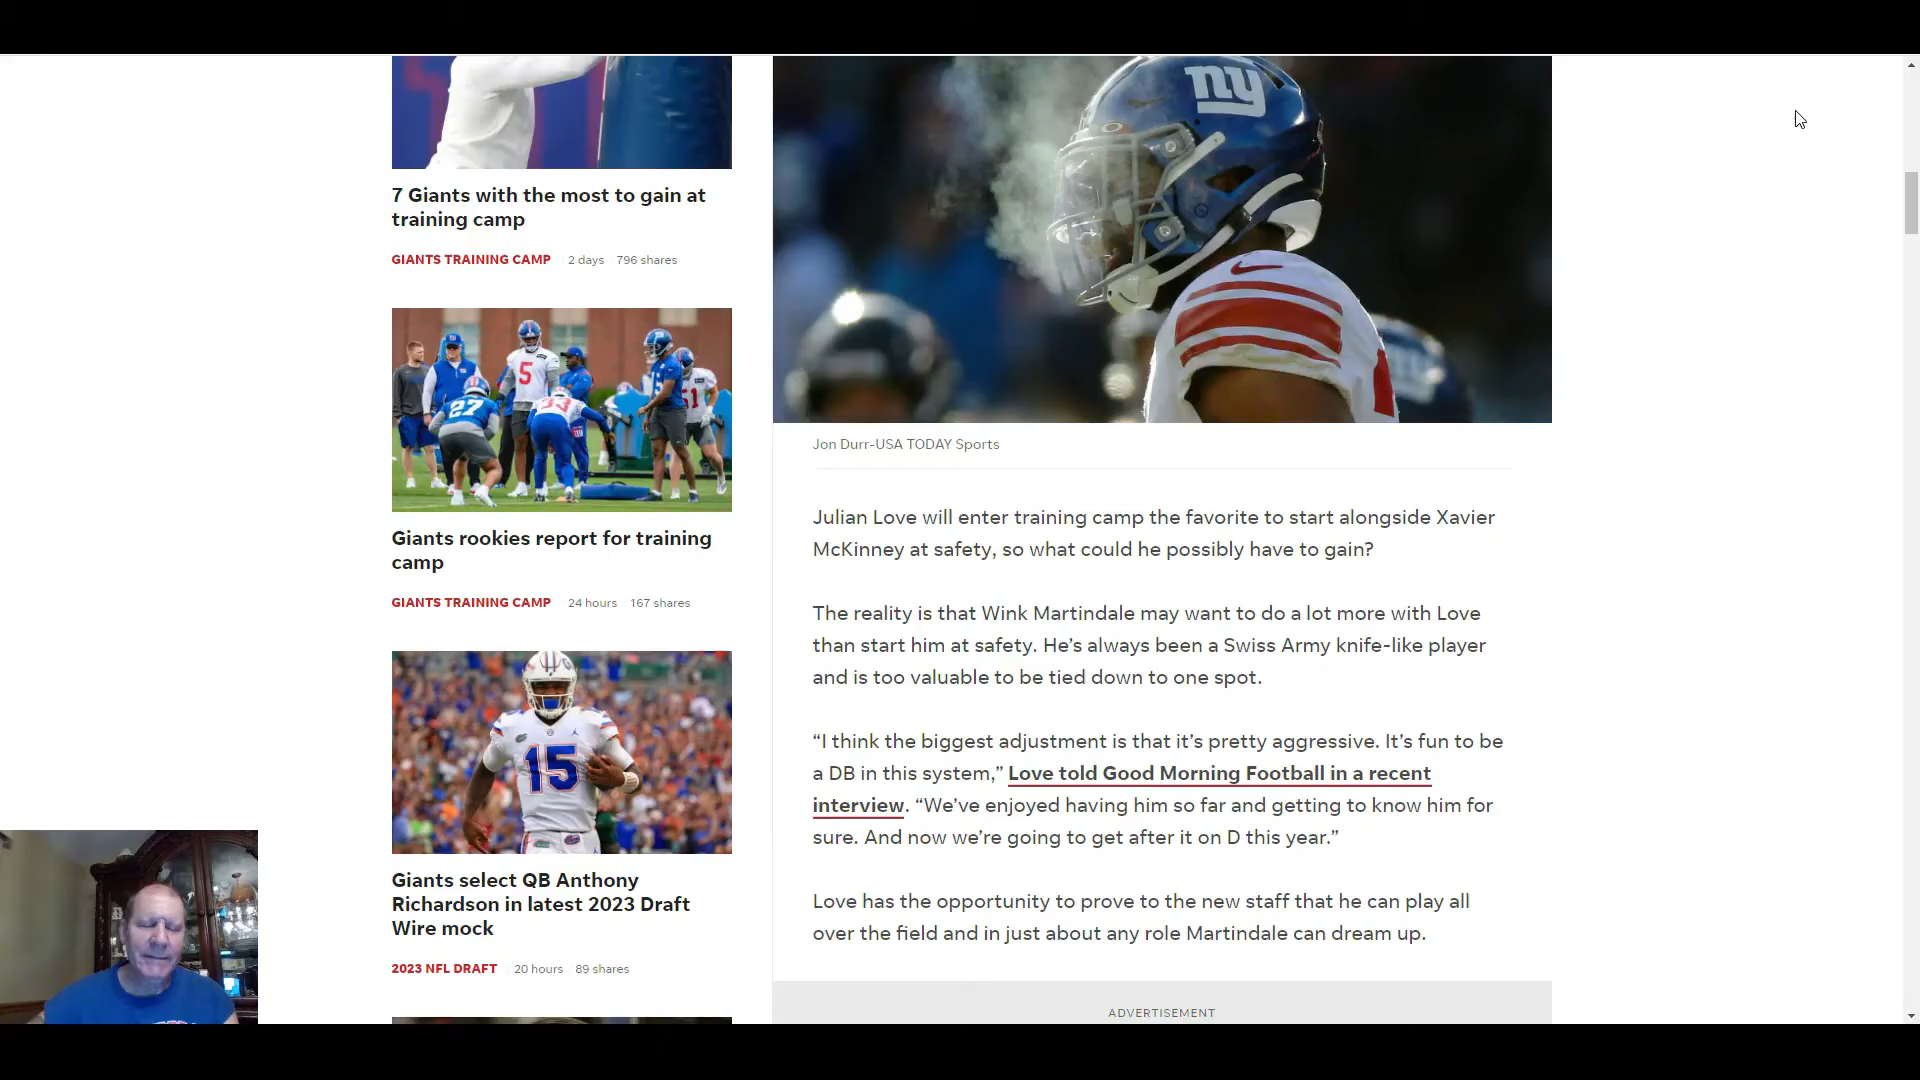 7 Giants with the most to gain at
training camp
GIANTS TRAINING CAMP 2 days 796 shares
27
5
33
51
Giants rookies report for training
camp
GIANTS TRAINING CAMP 24 hours 167 shares
15
Giants select QB Anthony
Richardson in latest 2023 Draft
Wire mock
2023 NFL DRAFT 20 hours 89 shares
ny
Jon Durr-USA TODAY Sports
Julian Love will enter training camp the favorite to start alongside Xavier
McKinney at safety, so what could he possibly have to gain?
The reality is that Wink Martindale may want to do a lot more with Love
than start him at safety. He’s always been a Swiss Army knife-like player
and is too valuable to be tied down to one spot.
“I think the biggest adjustment is that it’s pretty aggressive. It’s fun to be
a DB in this system,” Love told Good Morning Football in a recent
interview. “We’ve enjoyed having him so far and getting to know him for
sure. And now we’re going to get after it on D this year.”
Love has the opportunity to prove to the new staff that he can play all
over the field and in just about any role Martindale can dream up.
ADVERTISEMENT